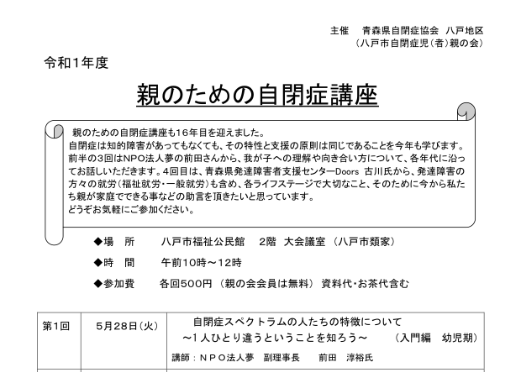 主催　青森県自閉症協会　八戸地区
（八戸市自閉症児（者）親の会）
令和１年度
親のための自閉症講座
親のための自閉症講座も１６年目を迎えました。
自閉症は知的障害があってもなくても、その特性と支援の原則は同じであることを今年も学びます。
前半の３回はＮＰＯ法人夢の前田さんから、我が子への理解や向き合い方について、各年代に沿っ
てお話しいただきます。４回目は、青森県発達障害者支援センターDoors 古川氏から、発達障害の
方々の就労（福祉就労・一般就労）も含め、各ライフステージで大切なこと、そのために今から私た
ち親が家庭でできる事などの助言を頂きたいと思っています。
どうぞお気軽にご参加ください。
◆場　所　　八戸市福祉公民館　２階　大会議室　（八戸市類家）
◆時　間　　午前１０時～１２時
◆参加費　　各回５００円　（親の会会員は無料）　資料代・お茶代含む
第１回　５月２８日（火）　自閉症スペクトラムの人たちの特徴について
～１人ひとり違うということを知ろう～　（入門編　幼児期）
講師：ＮＰＯ法人夢　副理事長　前田　淳裕氏